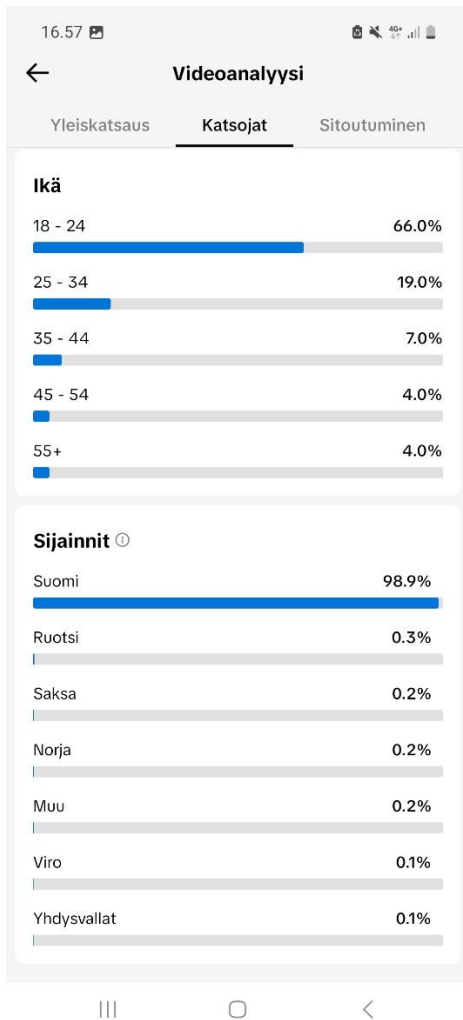 16.57
4G+
Videoanalyysi
Yleiskatsaus Katsojat Sitoutuminen
Ikä
18 - 24 66.0%
25 - 34 19.0%
35 - 44 7.0%
45 - 54 4.0%
55+ 4.0%
Sijainnit
Suomi 98.9%
Ruotsi 0.3%
Saksa 0.2%
Norja 0.2%
Muu 0.2%
Viro 0.1%
Yhdysvallat 0.1%